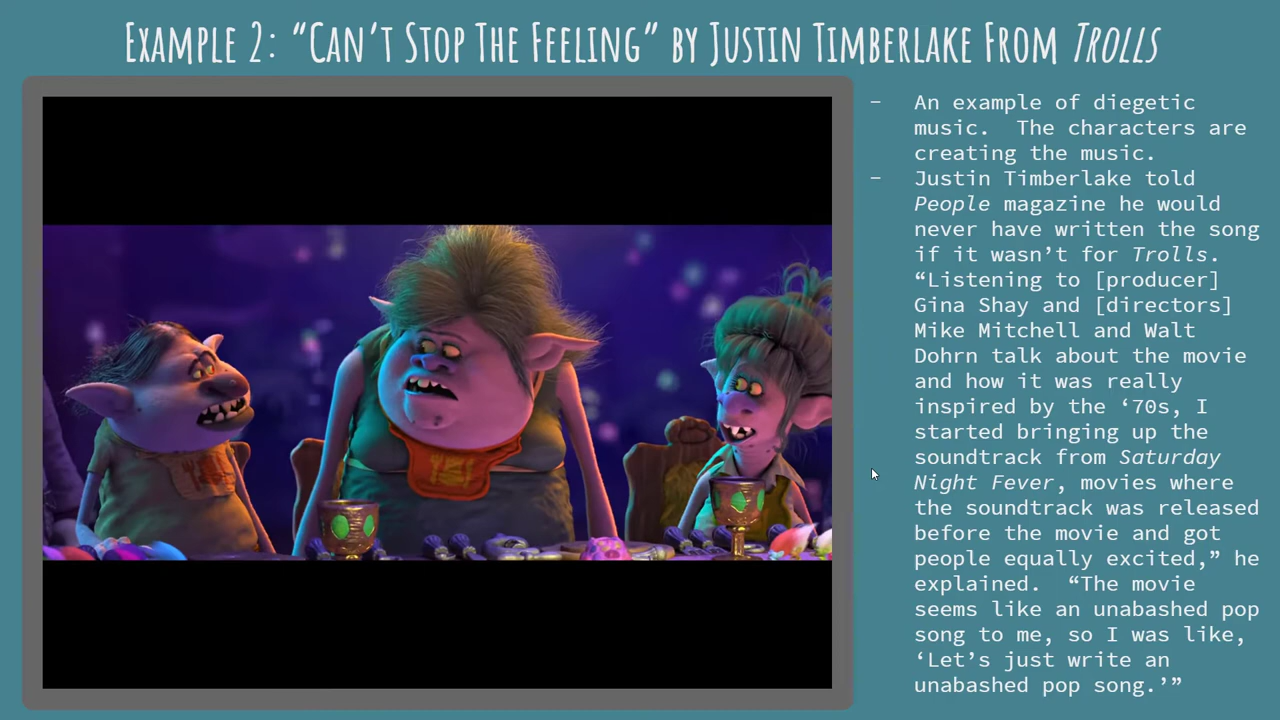 Example 2: “Can’t Stop The Feeling” by Justin Timberlake From Trolls
– An example of diegetic
music.  The characters are
creating the music.
– Justin Timberlake told
People magazine he would
never have written the song
if it wasn’t for Trolls.
“Listening to [producer]
Gina Shay and [directors]
Mike Mitchell and Walt
Dohrn talk about the movie
and how it was really
inspired by the ‘70s, I
started bringing up the
soundtrack from Saturday
Night Fever, movies where
the soundtrack was released
before the movie and got
people equally excited,” he
explained.  “The movie
seems like an unabashed pop
song to me, so I was like,
‘Let’s just write an
unabashed pop song.’”